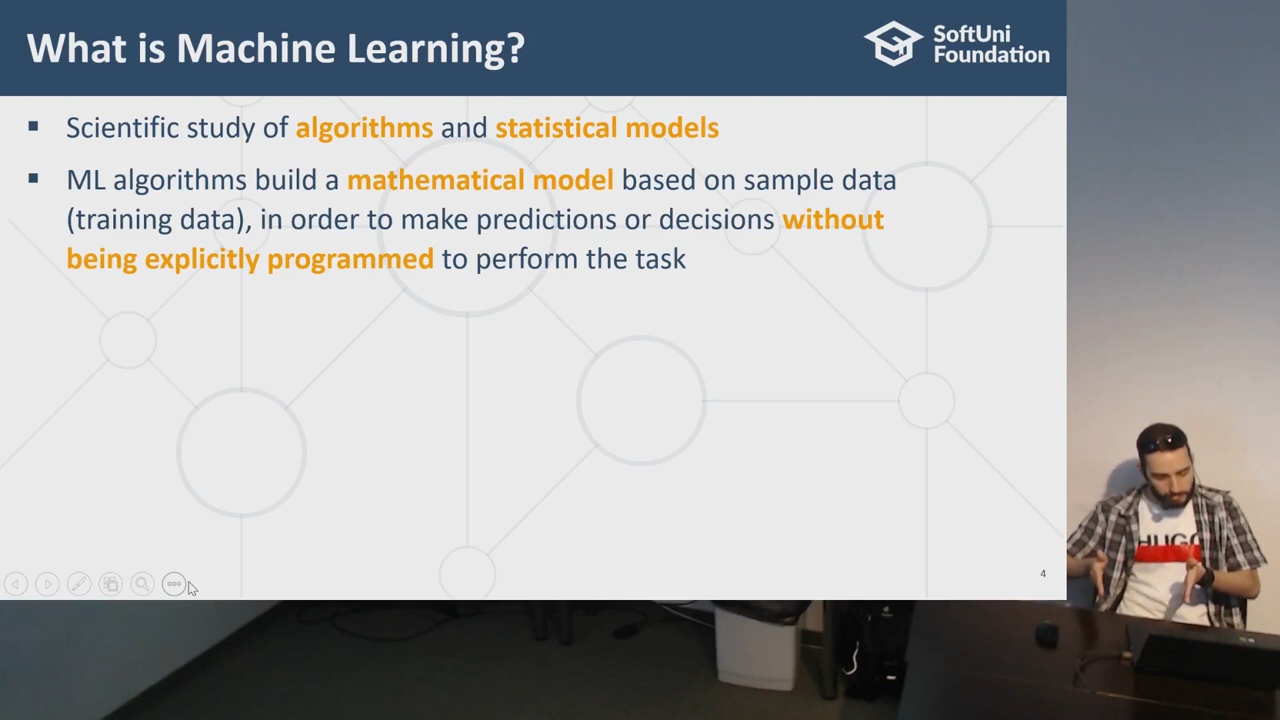 What is Machine Learning?
SoftUni
Foundation
Scientific study of algorithms and statistical models
ML algorithms build a mathematical model based on sample data
(training data), in order to make predictions or decisions without
being explicitly programmed to perform the task
4
HUGO